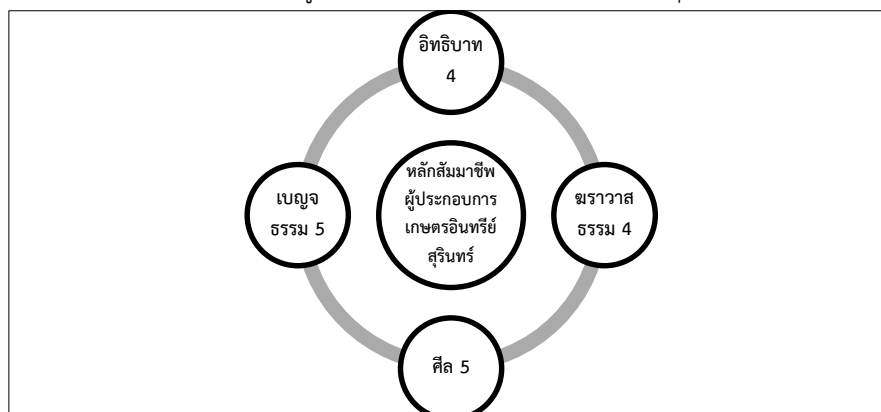 อิทธิบาท
4
เบญจ
ธรรม 5
หลักสัมมาชีพ
ผู้ประกอบการ
เกษตรอินทรีย์
สุรินทร์
ฆราวาส
ธรรม 4
ศีล 5